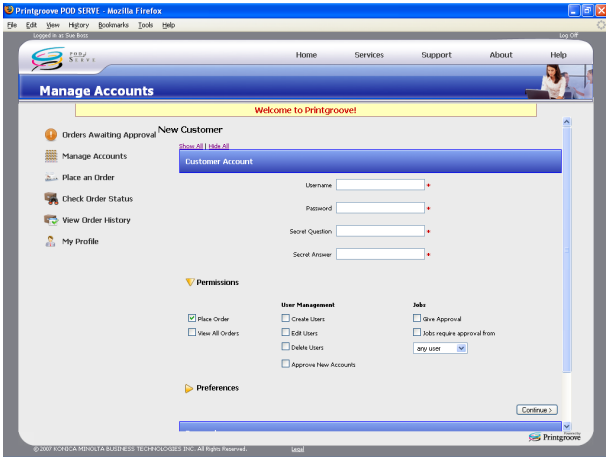 Printgroove POD SERVE - Mozilla Firefox
File Edit View History Bookmarks Tools Help
Logged in as Sue Boss
Log Off
POD
SERVE
Home Services Support About Help
Manage Accounts
Welcome to Printgroove!
Orders Awaiting Approval
Manage Accounts
Place an Order
Check Order Status
View Order History
My Profile
New Customer
Show All | Hide All
Customer Account
Username *
Password *
Secret Question *
Secret Answer *
Permissions
User Management Jobs
Place Order Create Users Give Approval
View All Orders Edit Users Jobs require approval from
Delete Users any user
Approve New Accounts
Preferences
Continue >
Powered by
Printgroove
© 2007 KONICA MINOLTA BUSINESS TECHNOLOGIES INC. All Rights Reserved. Legal